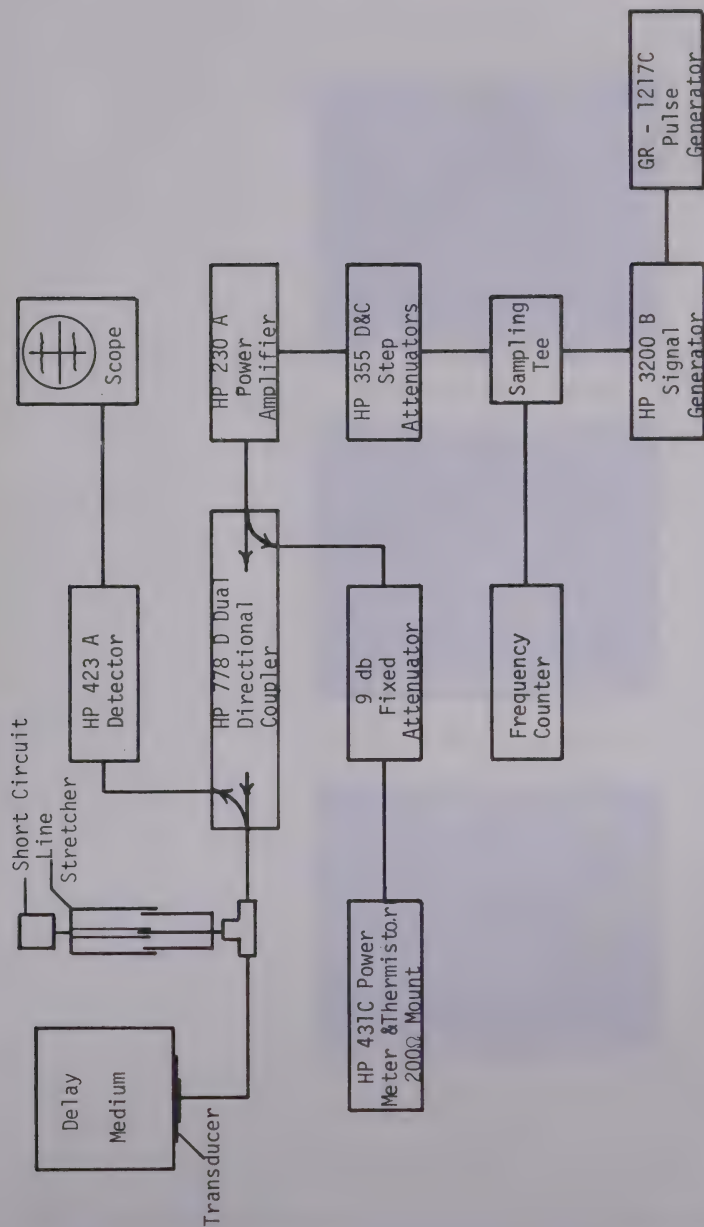 Short Circuit
Line
Stretcher
Delay
Medium
Transducer
HP 423 A
Detector
Scope
HP 778 D Dual
Directional
Coupler
HP 230 A
Power
Amplifier
HP 431C Power
Meter &Thermistor
200Ω Mount
9 db
Fixed
Attenuator
HP 355 D&C
Step
Attenuators
Frequency
Counter
Sampling
Tee
HP 3200 B
Signal
Generator
GR - 1217C
Pulse
Generator